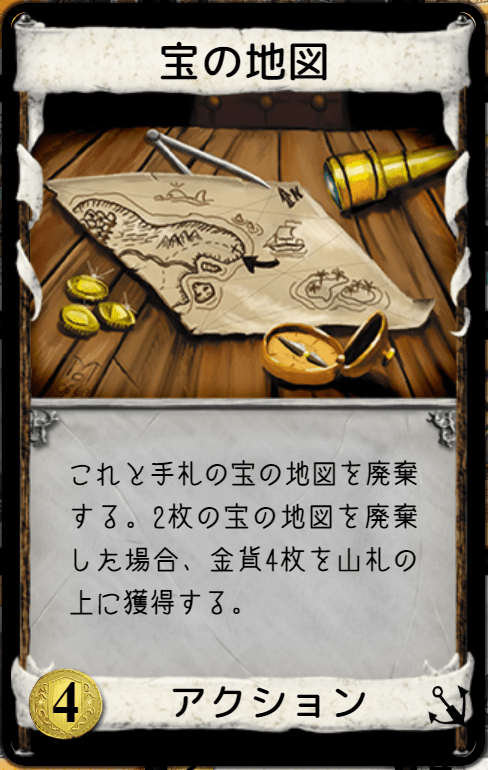 宝の地図
これと手札の宝の地図を廃棄
する。2枚の宝の地図を廃棄
した場合、金貨4枚を山札の
上に獲得する。
4
アクション